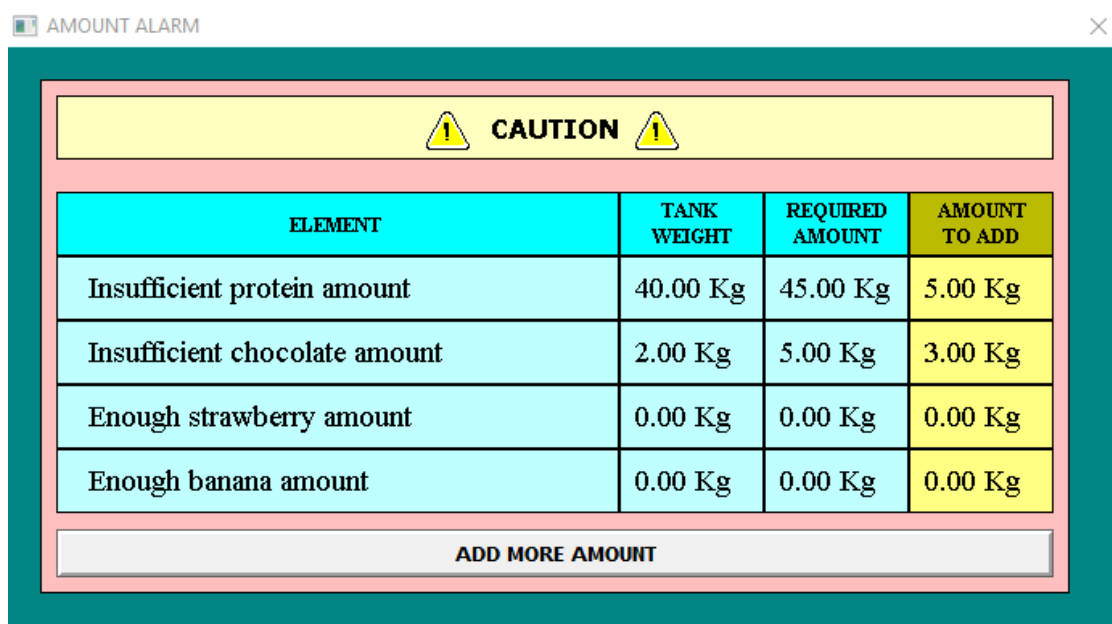 AMOUNT ALARM
CAUTION
ELEMENT TANK WEIGHT REQUIRED AMOUNT AMOUNT TO ADD
Insufficient protein amount 40.00 Kg 45.00 Kg 5.00 Kg
Insufficient chocolate amount 2.00 Kg 5.00 Kg 3.00 Kg
Enough strawberry amount 0.00 Kg 0.00 Kg 0.00 Kg
Enough banana amount 0.00 Kg 0.00 Kg 0.00 Kg
ADD MORE AMOUNT